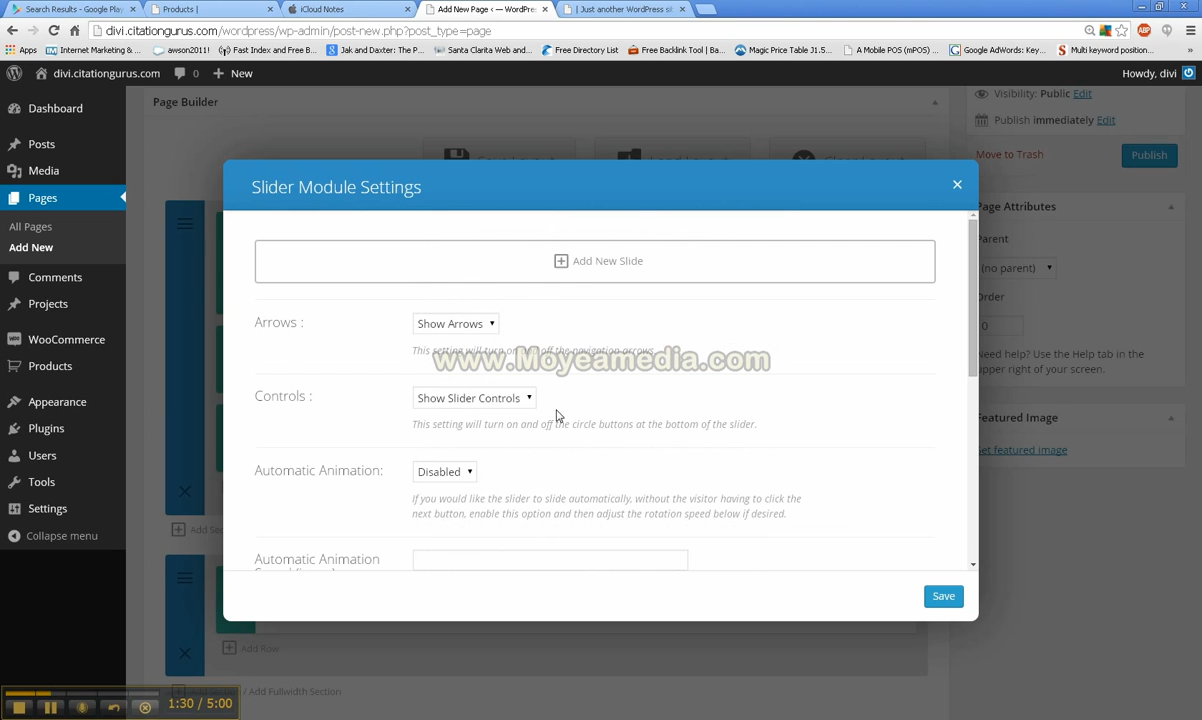 Search Results - Google Play
Products |
iCloud Notes
Add New Page < — WordPre
| Just another WordPress si
divi.citationgurus.com/wordpress/wp-admin/post-new.php?post_type=page
Apps
Internet Marketing & ...
awson2011!
Fast Index and Free B...
Jak and Daxter: The P...
Santa Clarita Web and...
Free Directory List
Free Backlink Tool | Ba...
Magic Price Table J1.5...
A Mobile POS (mPOS) ...
Google AdWords: Key...
Multi keyword position...
»
divi.citationgurus.com
0
New
Howdy, divi
Dashboard
Posts
Media
Pages
All Pages
Add New
Comments
Projects
WooCommerce
Products
Appearance
Plugins
Users
Tools
Settings
Collapse menu
Page Builder
Visibility: Public Edit
Publish immediately Edit
Move to Trash
Publish
Page Attributes
Parent
(no parent)
Order
0
Need help? Use the Help tab in the
upper right of your screen.
Featured Image
Set featured image
Slider Module Settings
Add New Slide
Arrows :
Show Arrows
This setting will turn on and off the navigation arrows.
www.Moyeamedia.com
Controls :
Show Slider Controls
This setting will turn on and off the circle buttons at the bottom of the slider.
Automatic Animation:
Disabled
If you would like the slider to slide automatically, without the visitor having to click the
next button, enable this option and then adjust the rotation speed below if desired.
Automatic Animation
Save
Add Row
/ Add Fullwidth Section
1:30 / 5:00